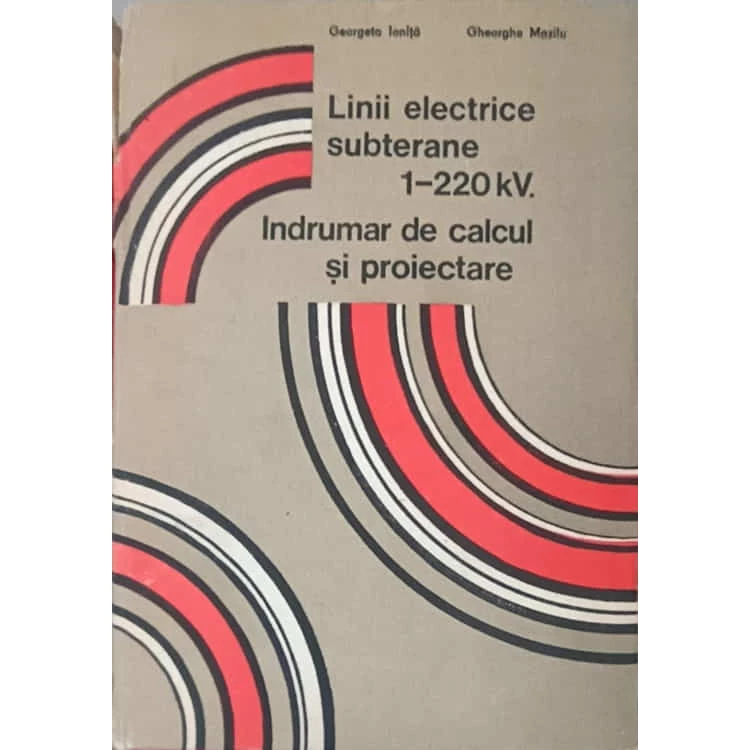 Georgeta Ioniță Gheorghe Mazilu
Linii electrice
subterane
1–220 kV.
Indrumar de calcul
și proiectare